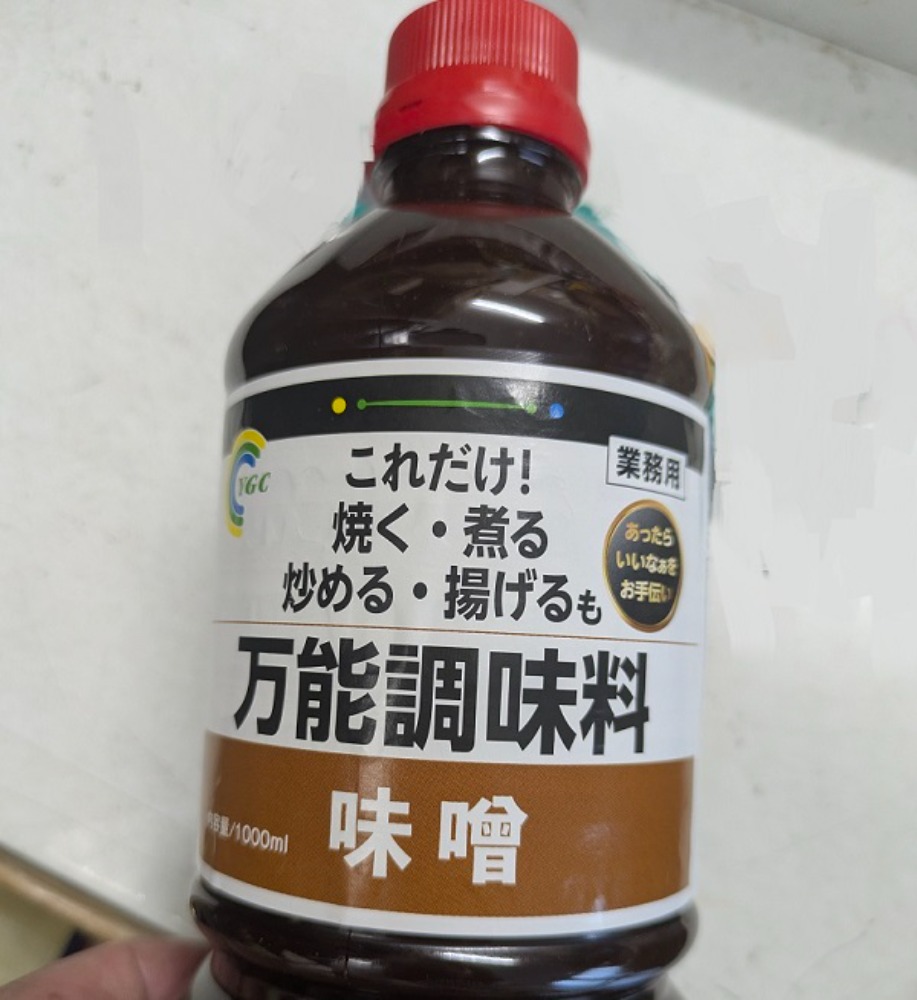 これだけ!
業務用
YGC
焼く・煮る
あったら
いいなぁを
お手伝い
炒める・揚げるも
万能調味料
味噌
内容量/1000ml